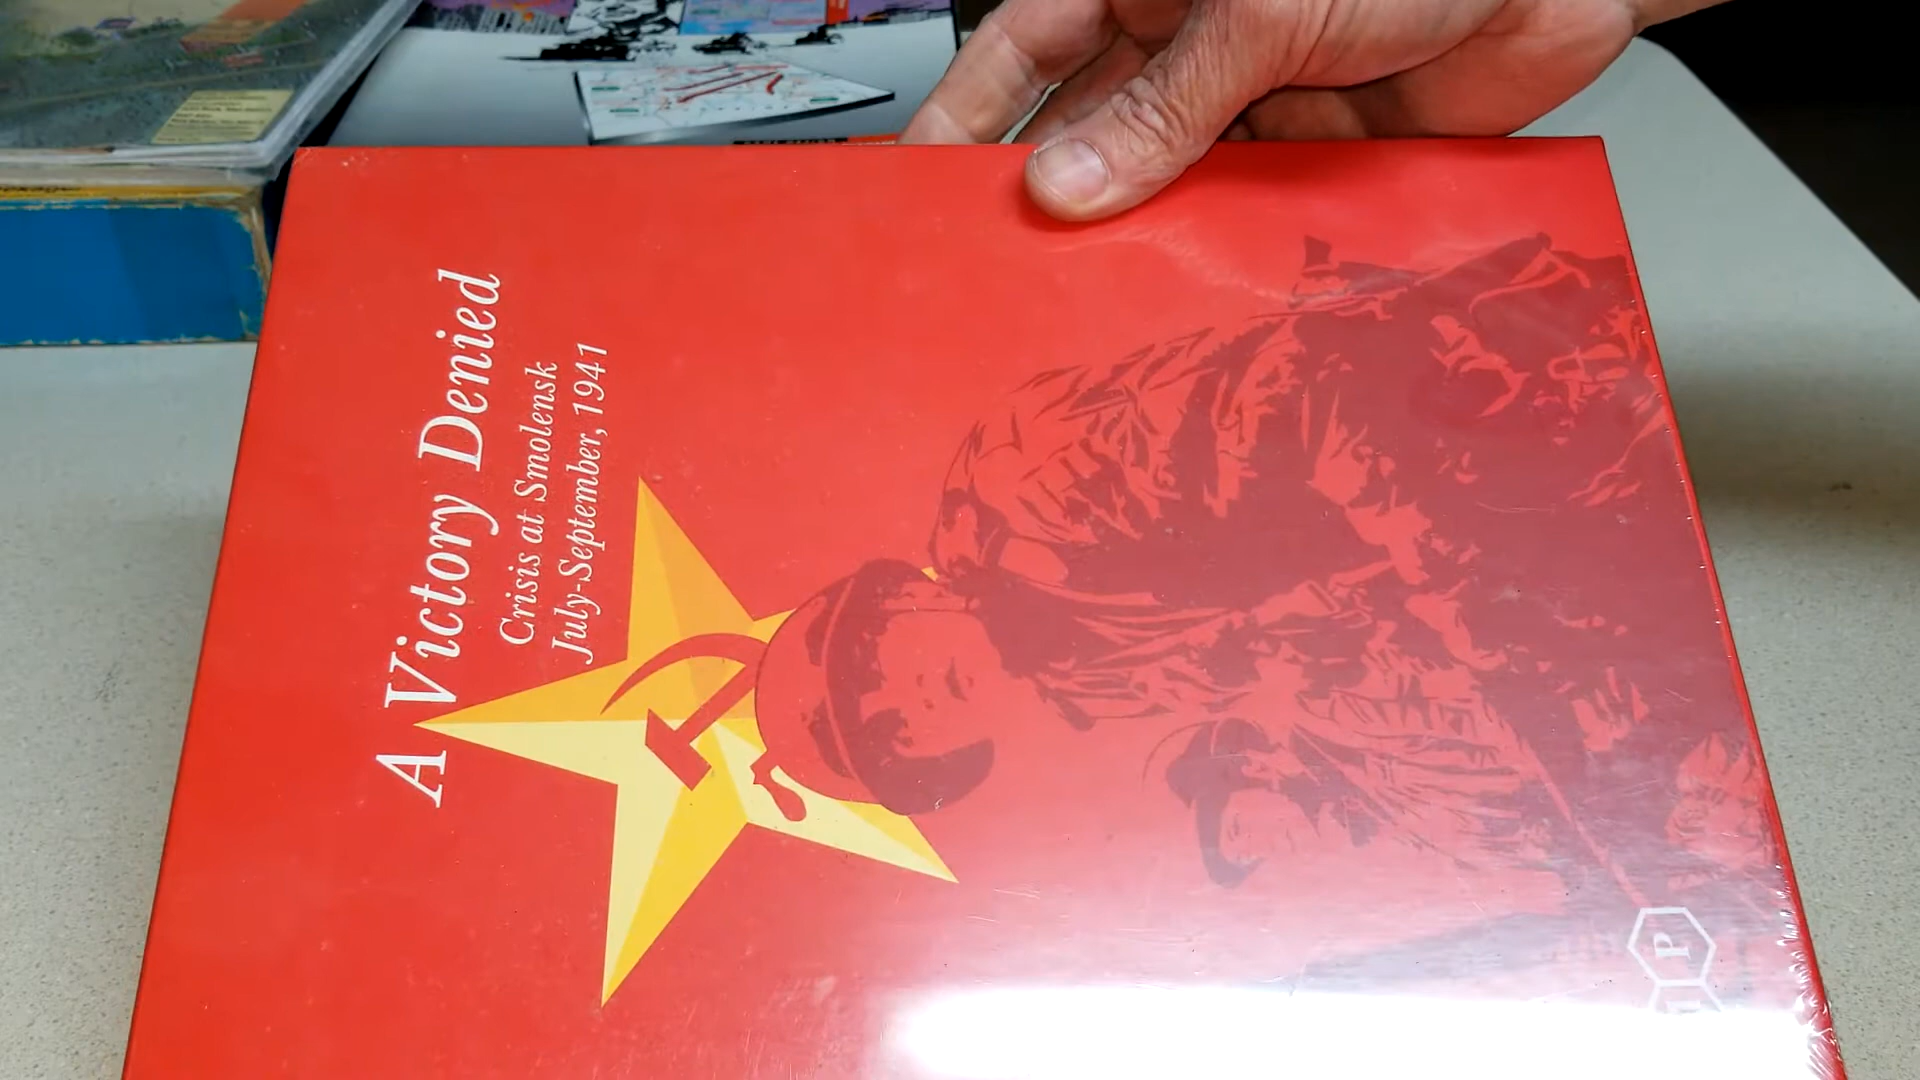 A Victory Denied
Crisis at Smolensk
July-September, 1941
P